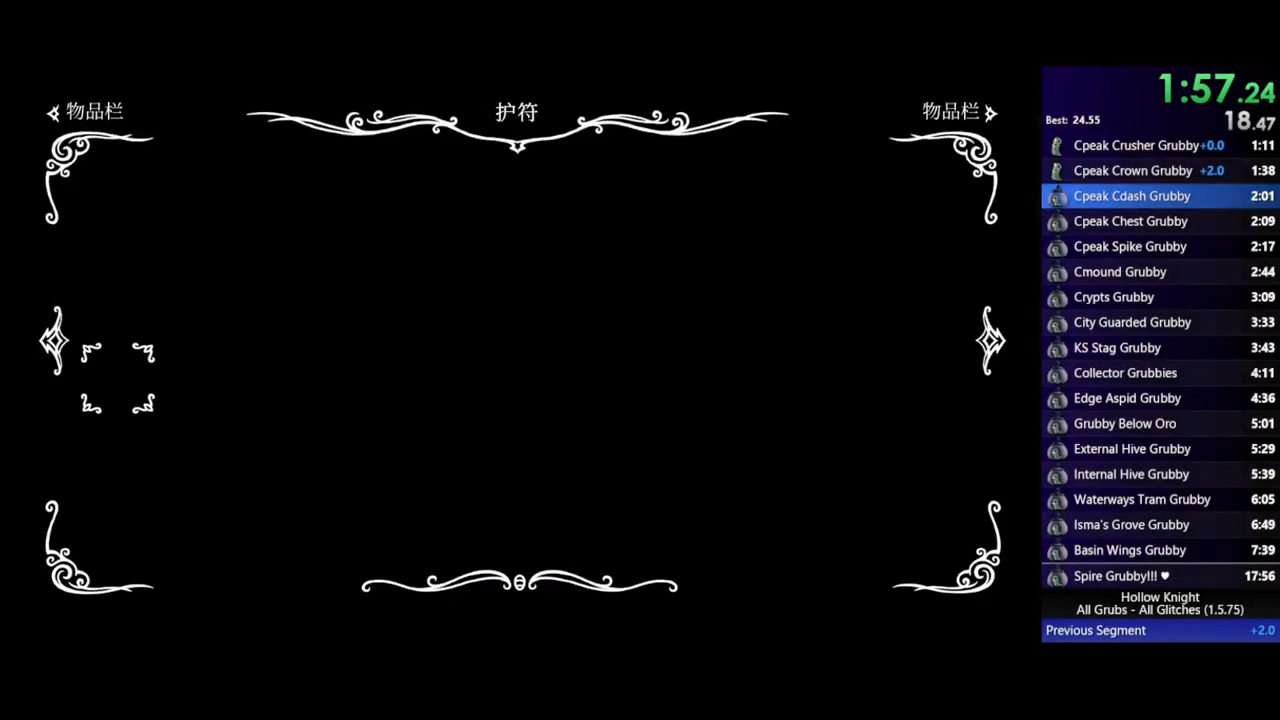 物品栏
护符
物品栏
1:57.24
Best: 24.55
18.47
Cpeak Crusher Grubby +0.0 1:11
Cpeak Crown Grubby +2.0 1:38
Cpeak Cdash Grubby 2:01
Cpeak Chest Grubby 2:09
Cpeak Spike Grubby 2:17
Cmound Grubby 2:44
Crypts Grubby 3:09
City Guarded Grubby 3:33
KS Stag Grubby 3:43
Collector Grubbies 4:11
Edge Aspid Grubby 4:36
Grubby Below Oro 5:01
External Hive Grubby 5:29
Internal Hive Grubby 5:39
Waterways Tram Grubby 6:05
Isma's Grove Grubby 6:49
Basin Wings Grubby 7:39
Spire Grubby!!! ♥ 17:56
Hollow Knight
All Grubs - All Glitches (1.5.75)
Previous Segment +2.0